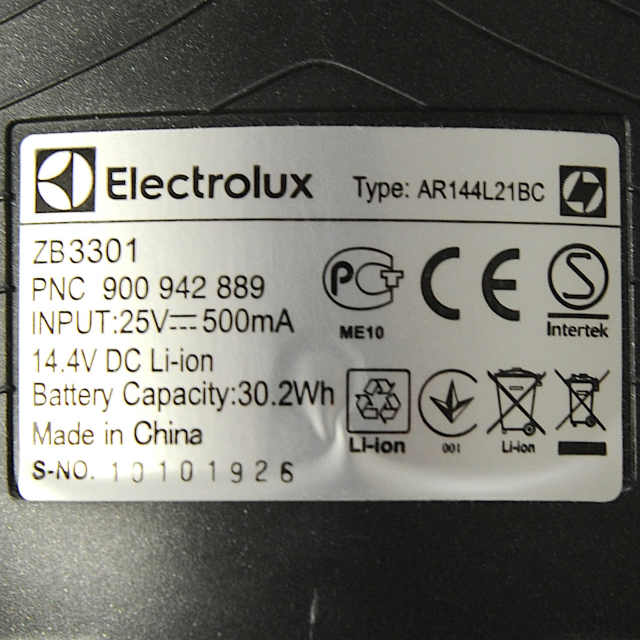 Electrolux Type: AR144L21BC
ZB3301
PNC 900 942 889
INPUT:25V⎓500mA
14.4V DC Li-ion
Battery Capacity:30.2Wh
Made in China
S-NO. 10101926
PCT
ME10
CE
S
Intertek
Li-ion
001
Li-ion